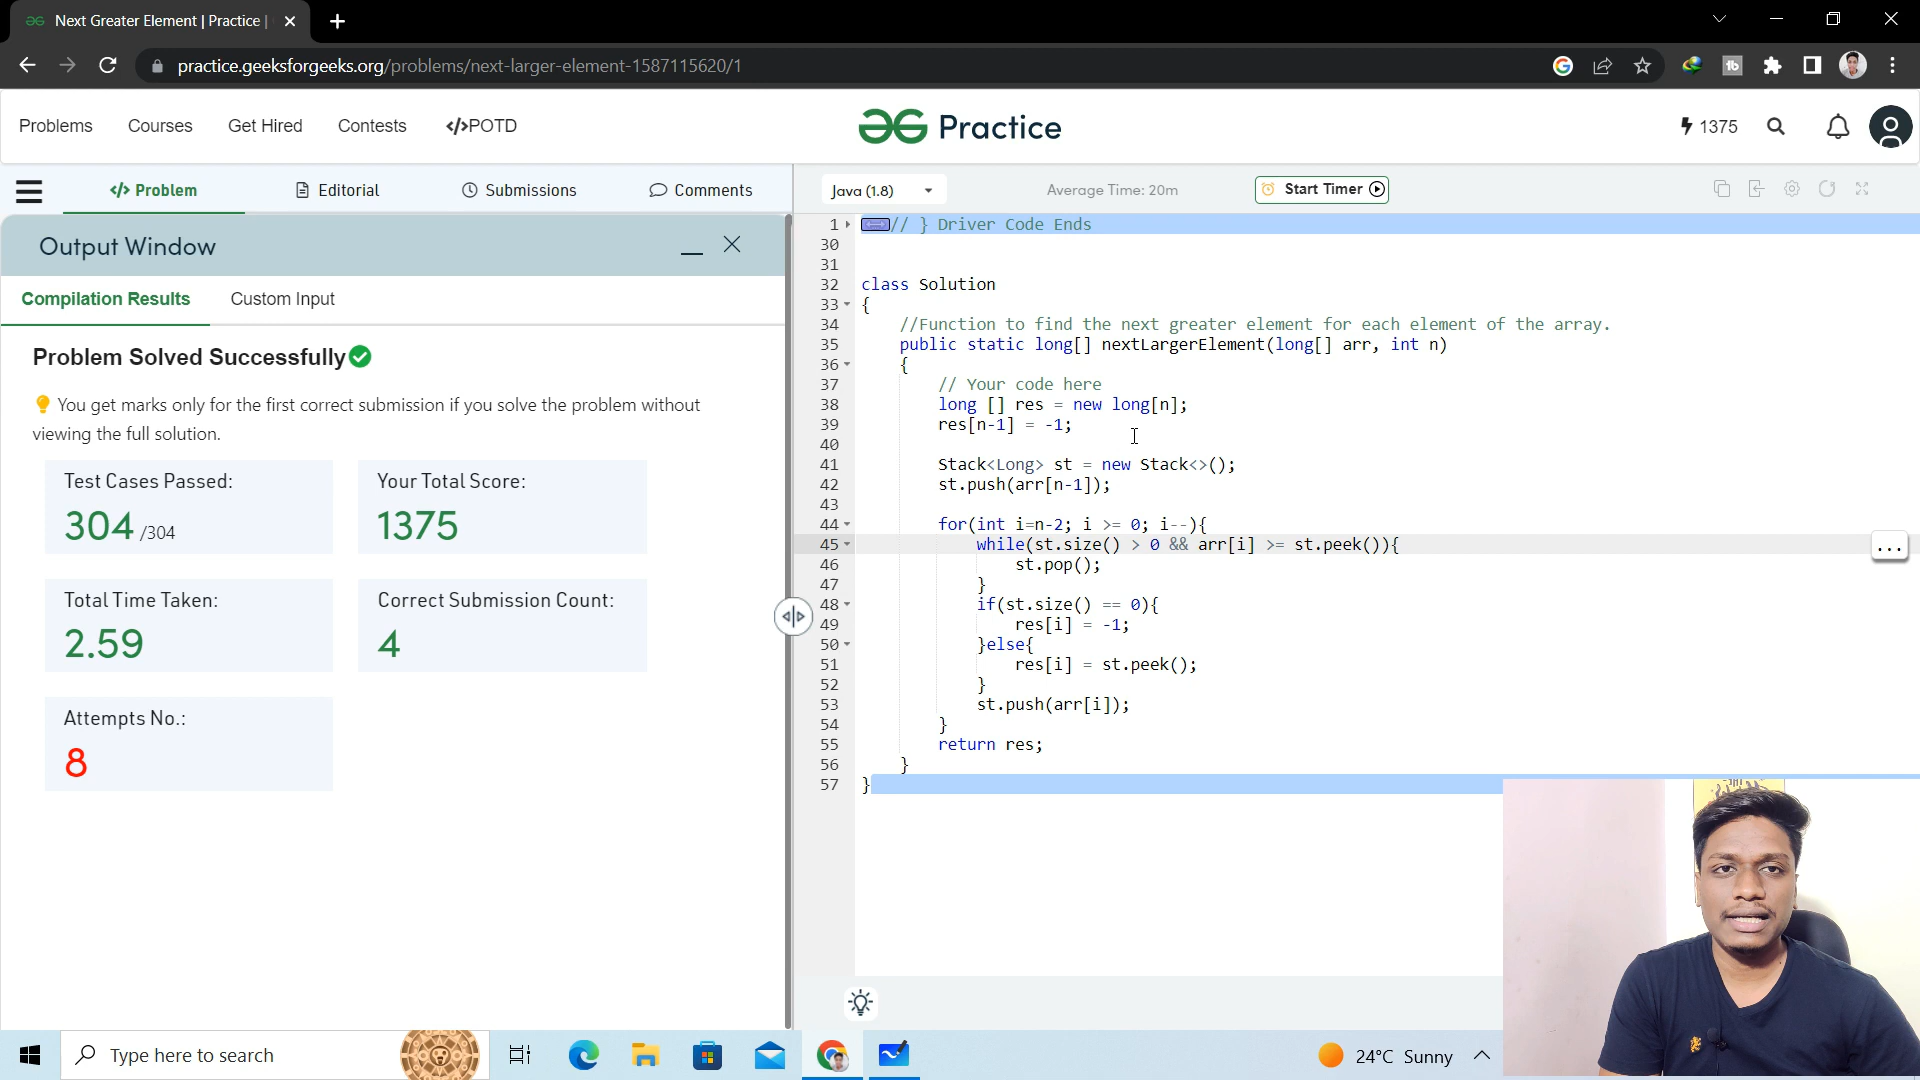 Next Greater Element | Practice |
practice.geeksforgeeks.org/problems/next-larger-element-1587115620/1
Problems Courses Get Hired Contests </>POTD
Practice
1375
</> Problem Editorial Submissions Comments
Java (1.8) Average Time: 20m Start Timer
Output Window
Compilation Results Custom Input
Problem Solved Successfully
You get marks only for the first correct submission if you solve the problem without
viewing the full solution.
Test Cases Passed:
304 /304
Your Total Score:
1375
Total Time Taken:
2.59
Correct Submission Count:
4
Attempts No.:
8
1 // } Driver Code Ends
30
31
32 class Solution
33 {
34 //Function to find the next greater element for each element of the array.
35 public static long[] nextLargerElement(long[] arr, int n)
36 {
37 // Your code here
38 long [] res = new long[n];
39 res[n-1] = -1;
40
41 Stack<Long> st = new Stack<>();
42 st.push(arr[n-1]);
43
44 for(int i=n-2; i >= 0; i--){
45 while(st.size() > 0 && arr[i] >= st.peek()){
46 st.pop();
47 }
48 if(st.size() == 0){
49 res[i] = -1;
50 }else{
51 res[i] = st.peek();
52 }
53 st.push(arr[i]);
54 }
55 return res;
56 }
57 }
...
Type here to search
24°C Sunny